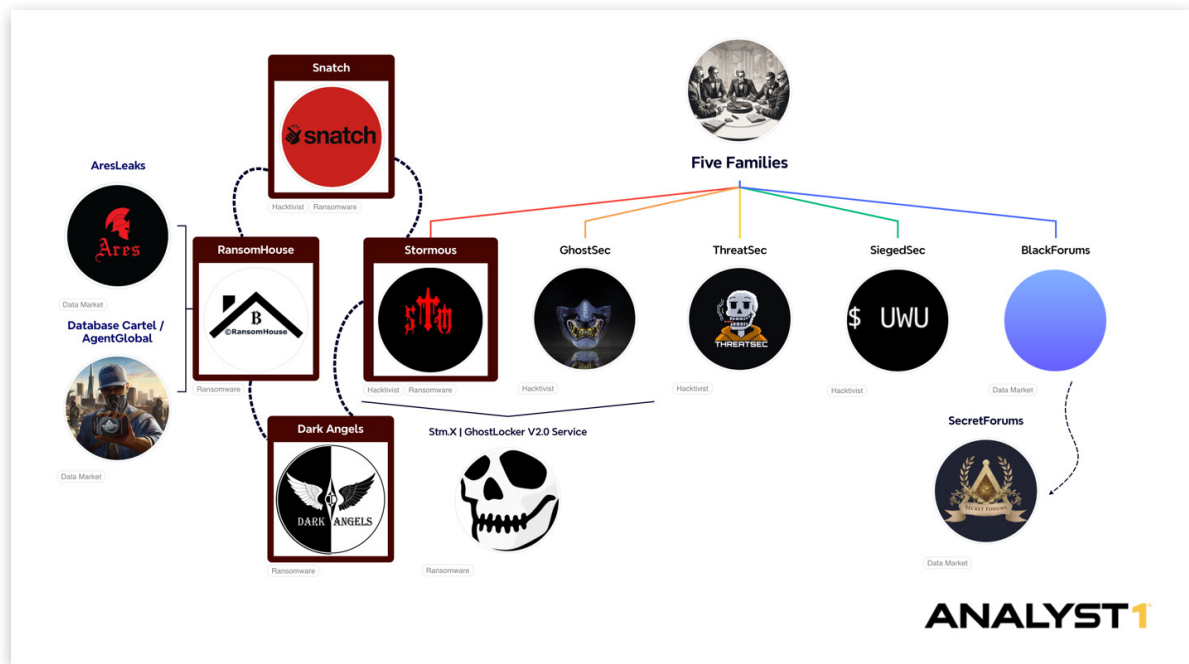 Snatch
snatch
Hacktivist
Ransomware
Five Families
AresLeaks
Ares
Data Market
Database Cartel /
AgentGlobal
Data Market
RansomHouse
B
©RansomHouse
Ransomware
Stormous
sTm
Hacktivist
Ransomware
GhostSec
Hacktivist
ThreatSec
THREATSEC
Hacktivist
SiegedSec
$ UWU
Hacktivist
BlackForums
Data Market
Dark Angels
DARK ANGELS
Ransomware
Stm.X | GhostLocker V2.0 Service
Ransomware
SecretForums
SECRET FORUMS
Data Market
ANALYST1